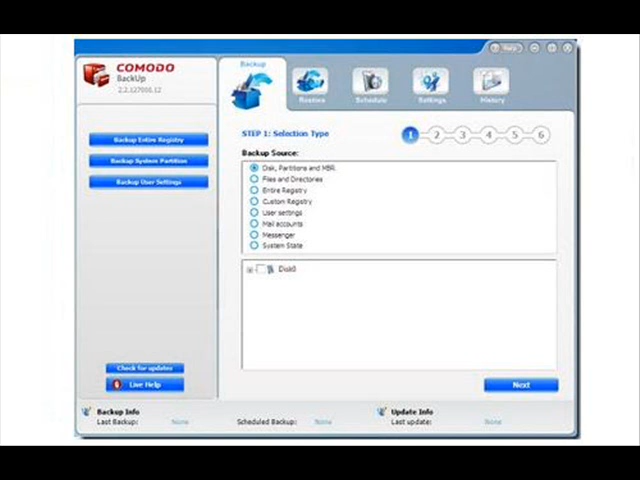 Help
COMODO
BackUp
2.2.127000.12
Backup
Restore
Schedule
Settings
History
STEP 1: Selection Type
1 2 3 4 5 6
Backup Entire Registry
Backup System Partition
Backup User Settings
Backup Source:
Disk, Partitions and MBR
Files and Directories
Entire Registry
Custom Registry
User settings
Mail accounts
Messenger
System State
Disk0
Check for updates
Live Help
Next
Backup Info
Last Backup: None
Scheduled Backup: None
Update Info
Last update: None